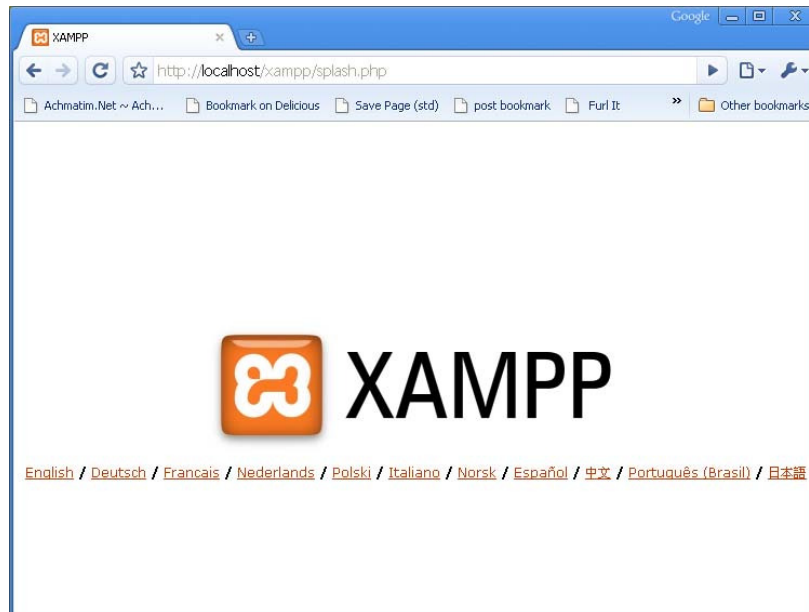 Google
XAMPP
http://localhost/xampp/splash.php
Achmatim.Net ~ Ach... Bookmark on Delicious Save Page (std) post bookmark Furl It » Other bookmarks
XAMPP
English / Deutsch / Francais / Nederlands / Polski / Italiano / Norsk / Español / 中文 / Português (Brasil) / 日本語